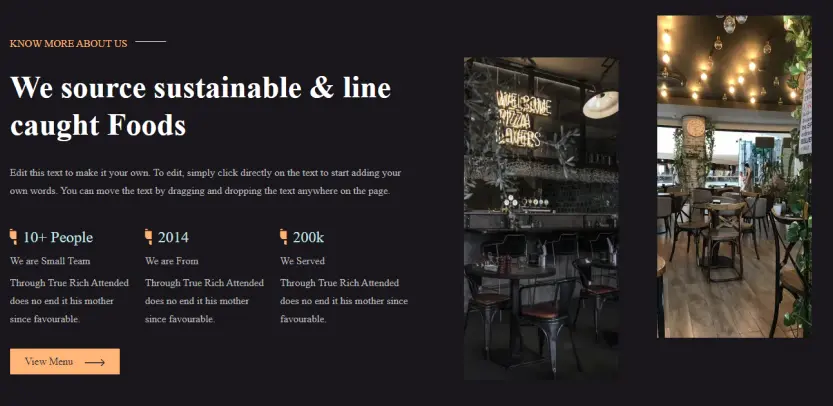 KNOW MORE ABOUT US
We source sustainable & line
caught Foods
Edit this text to make it your own. To edit, simply click directly on the text to start adding your
own words. You can move the text by dragging and dropping the text anywhere on the page.
10+ People
We are Small Team
Through True Rich Attended
does no end it his mother
since favourable.
2014
We are From
Through True Rich Attended
does no end it his mother
since favourable.
200k
We Served
Through True Rich Attended
does no end it his mother
since favourable.
View Menu
WELCOME
PIZZA
LOVERS